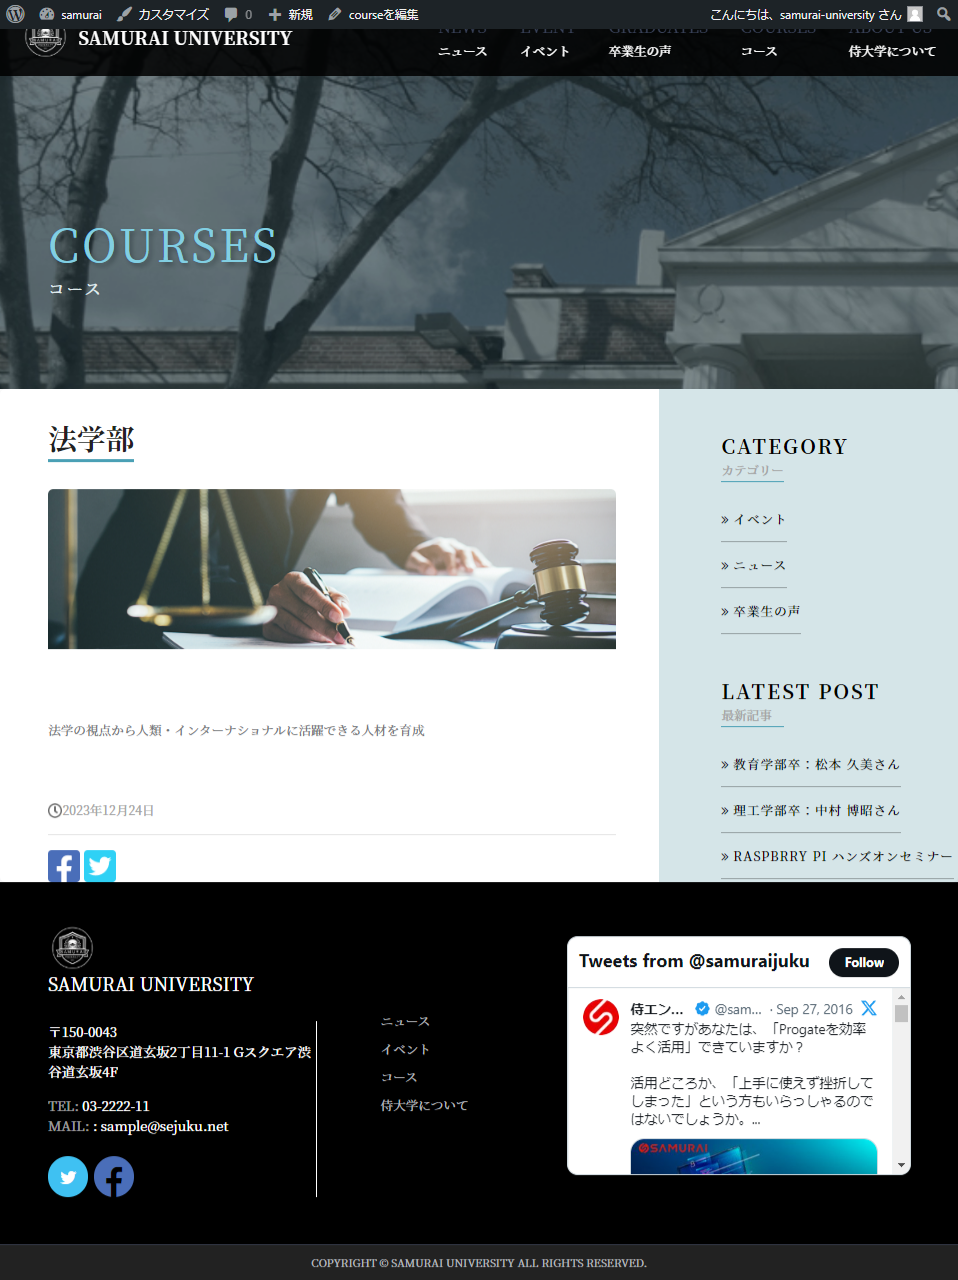 samurai カスタマイズ 0 新規 courseを編集 こんにちは、samurai-university さん
SAMURAI UNIVERSITY
NEWS EVENT GRADUATES COURSES ABOUT US
ニュース イベント 卒業生の声 コース 侍大学について
COURSES
コース
法学部
法学の視点から人類・インターナショナルに活躍できる人材を育成
2023年12月24日
CATEGORY
カテゴリー
» イベント
» ニュース
» 卒業生の声
LATEST POST
最新記事
» 教育学部卒：松本 久美さん
» 理工学部卒：中村 博昭さん
» RASPBRRY PI ハンズオンセミナー
SAMURAI UNIVERSITY
〒150-0043
東京都渋谷区道玄坂2丁目11-1 Gスクエア渋
谷道玄坂4F
TEL: 03-2222-11
MAIL: : sample@sejuku.net
ニュース
イベント
コース
侍大学について
Tweets from @samuraijuku Follow
侍エン... @sam... · Sep 27, 2016
突然ですがあなたは、「Progateを効率
よく活用」できていますか？
活用どころか、「上手に使えず挫折して
しまった」という方もいらっしゃるので
はないでしょうか。...
SAMURAI
COPYRIGHT © SAMURAI UNIVERSITY ALL RIGHTS RESERVED.